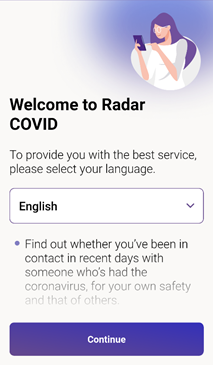 Welcome to Radar
COVID
To provide you with the best service,
please select your language.
English
Find out whether you've been in
contact in recent days with
someone who's had the
coronavirus, for your own safety
and that of others.
Continue